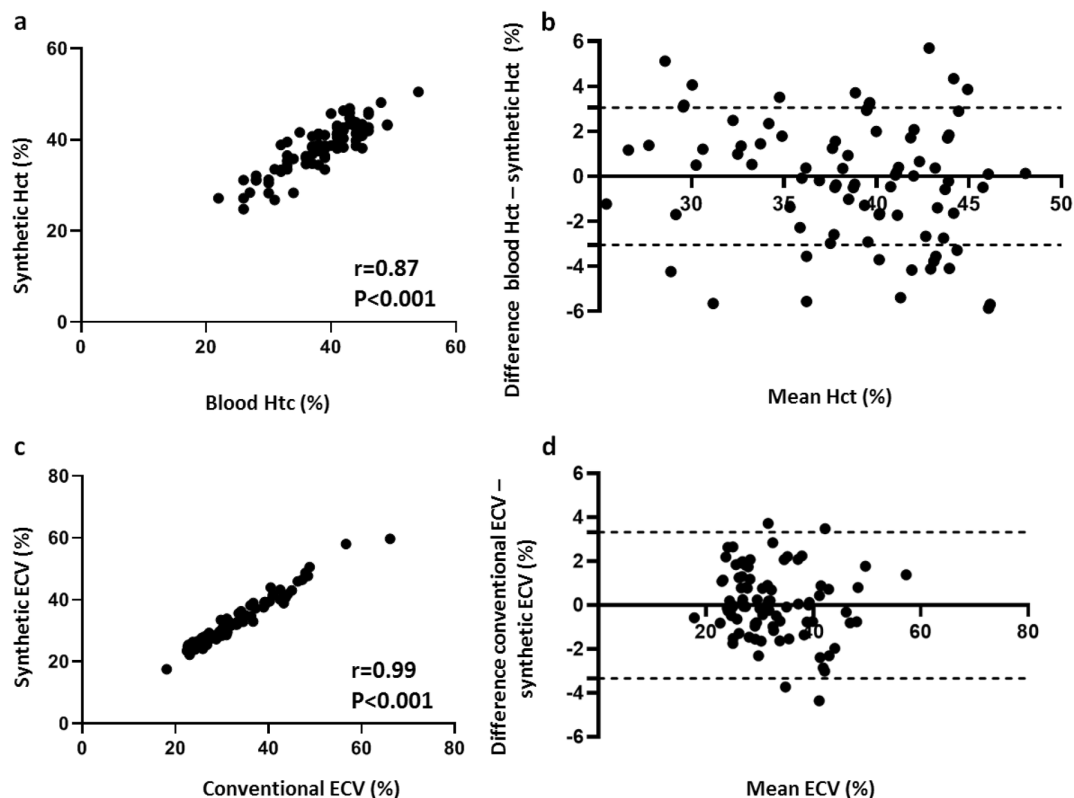 a
Synthetic Hct (%)
60
40
20
0
0 20 40 60
r=0.87
P<0.001
Blood Htc (%)
b
Difference blood Hct – synthetic Hct (%)
6
4
2
0
-2
-4
-6
30 35 40 45 50
Mean Hct (%)
c
Synthetic ECV (%)
80
60
40
20
0
0 20 40 60 80
r=0.99
P<0.001
Conventional ECV (%)
d
Difference conventional ECV –
synthetic ECV (%)
6
4
2
0
-2
-4
-6
20 40 60 80
Mean ECV (%)